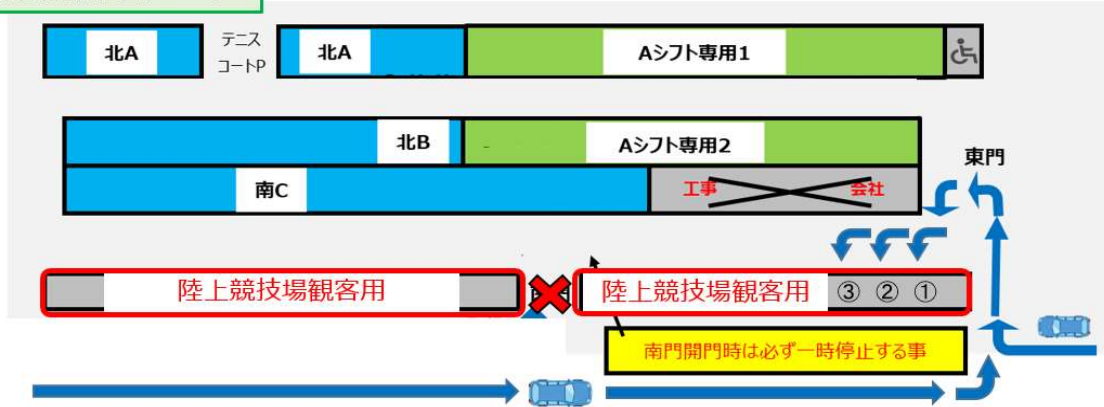 北A
テニス
コートP
北A
Aシフト専用1
北B
Aシフト専用2
東門
南C
工事
会社
陸上競技場観客用
陸上競技場観客用
③ ② ①
南門開門時は必ず一時停止する事